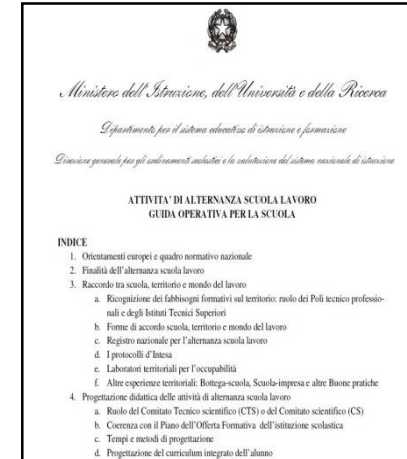 Ministero dell'Istruzione, dell'Università e della Ricerca
Dipartimento per il sistema educativo di istruzione e formazione
Direzione generale per gli ordinamenti scolastici e la valutazione del sistema nazionale di istruzione
ATTIVITA' DI ALTERNANZA SCUOLA LAVORO
GUIDA OPERATIVA PER LA SCUOLA
INDICE
1. Orientamenti europei e quadro normativo nazionale
2. Finalità dell'alternanza scuola lavoro
3. Raccordo tra scuola, territorio e mondo del lavoro
a. Ricognizione dei fabbisogni formativi sul territorio: ruolo dei Poli tecnico professio-
nali e degli Istituti Tecnici Superiori
b. Forme di accordo scuola, territorio e mondo del lavoro
c. Registro nazionale per l'alternanza scuola lavoro
d. I protocolli d'Intesa
e. Laboratori territoriali per l'occupabilità
f. Altre esperienze territoriali: Bottega-scuola, Scuola-impresa e altre Buone pratiche
4. Progettazione didattica delle attività di alternanza scuola lavoro
a. Ruolo del Comitato Tecnico scientifico (CTS) o del Comitato scientifico (CS)
b. Coerenza con il Piano dell'Offerta Formativa dell'istituzione scolastica
c. Tempi e metodi di progettazione
d. Progettazione del curriculum integrato dell'alunno